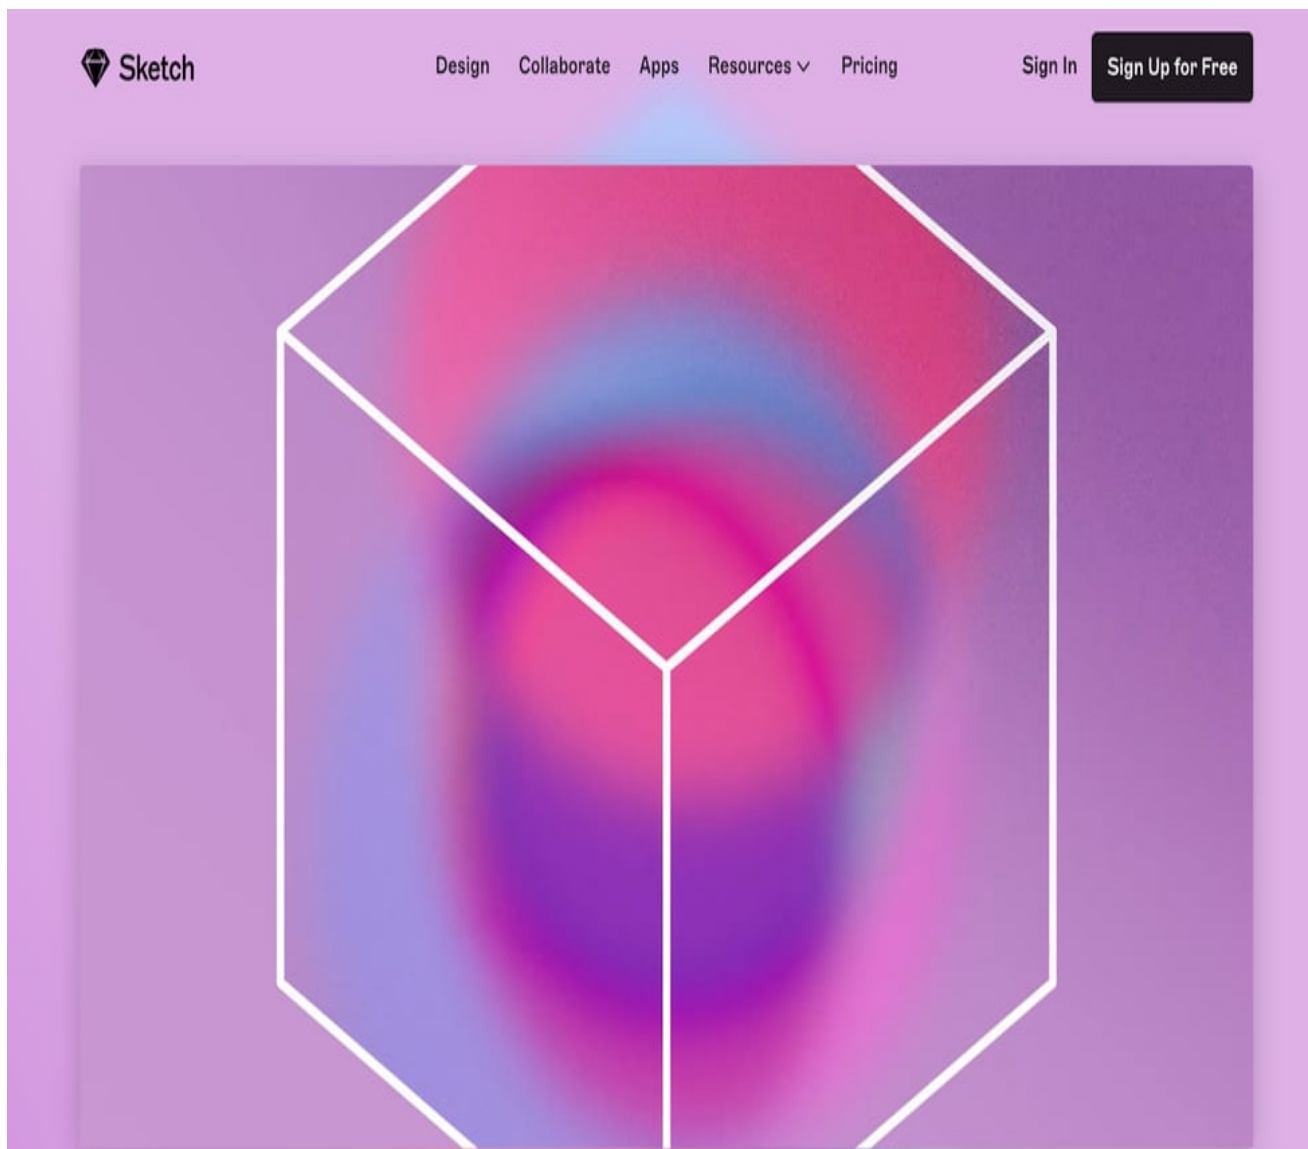 Sketch
Design Collaborate Apps Resources Pricing
Sign In Sign Up for Free